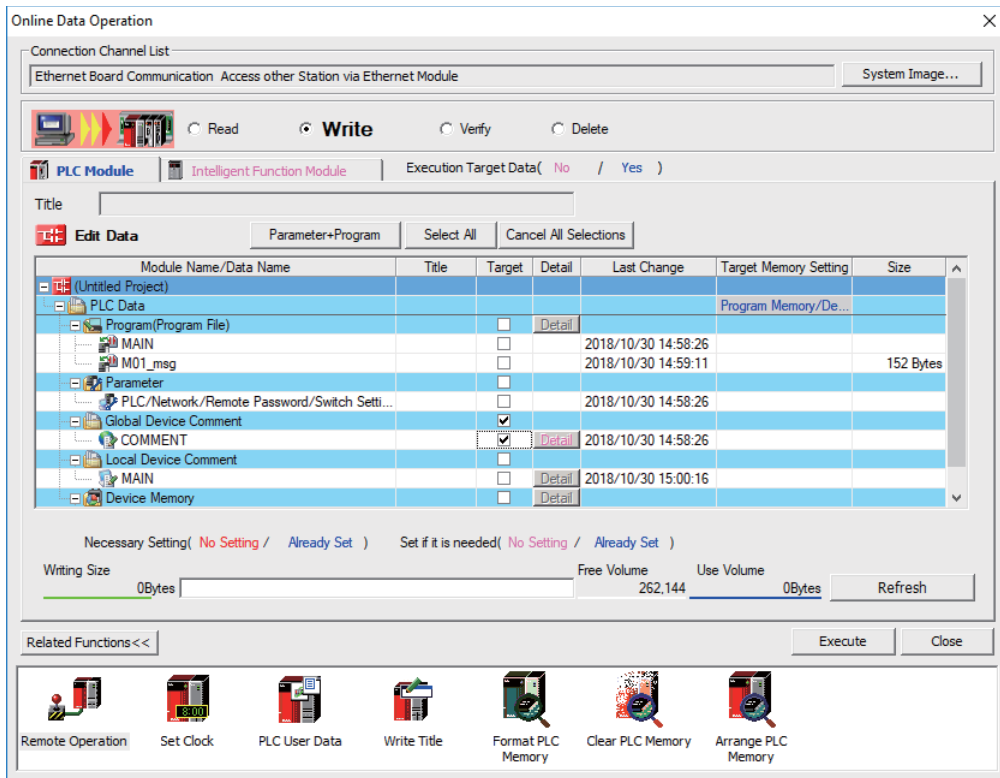 Online Data Operation
Connection Channel List
Ethernet Board Communication Access other Station via Ethernet Module
System Image...
Read Write Verify Delete
PLC Module Intelligent Function Module Execution Target Data( No / Yes )
Title
Edit Data Parameter+Program Select All Cancel All Selections
Module Name/Data Name Title Target Detail Last Change Target Memory Setting Size
(Untitled Project)
PLC Data Program Memory/De...
Program(Program File) Detail
MAIN 2018/10/30 14:58:26
M01_msg 2018/10/30 14:59:11 152 Bytes
Parameter
PLC/Network/Remote Password/Switch Setti... 2018/10/30 14:58:26
Global Device Comment
COMMENT Detail 2018/10/30 14:58:26
Local Device Comment
MAIN Detail 2018/10/30 15:00:16
Device Memory Detail
Necessary Setting( No Setting / Already Set ) Set if it is needed( No Setting / Already Set )
Writing Size Free Volume Use Volume
0Bytes 262,144 0Bytes Refresh
Related Functions<< Execute Close
8:00
Remote Operation Set Clock PLC User Data Write Title Format PLC Memory Clear PLC Memory Arrange PLC Memory